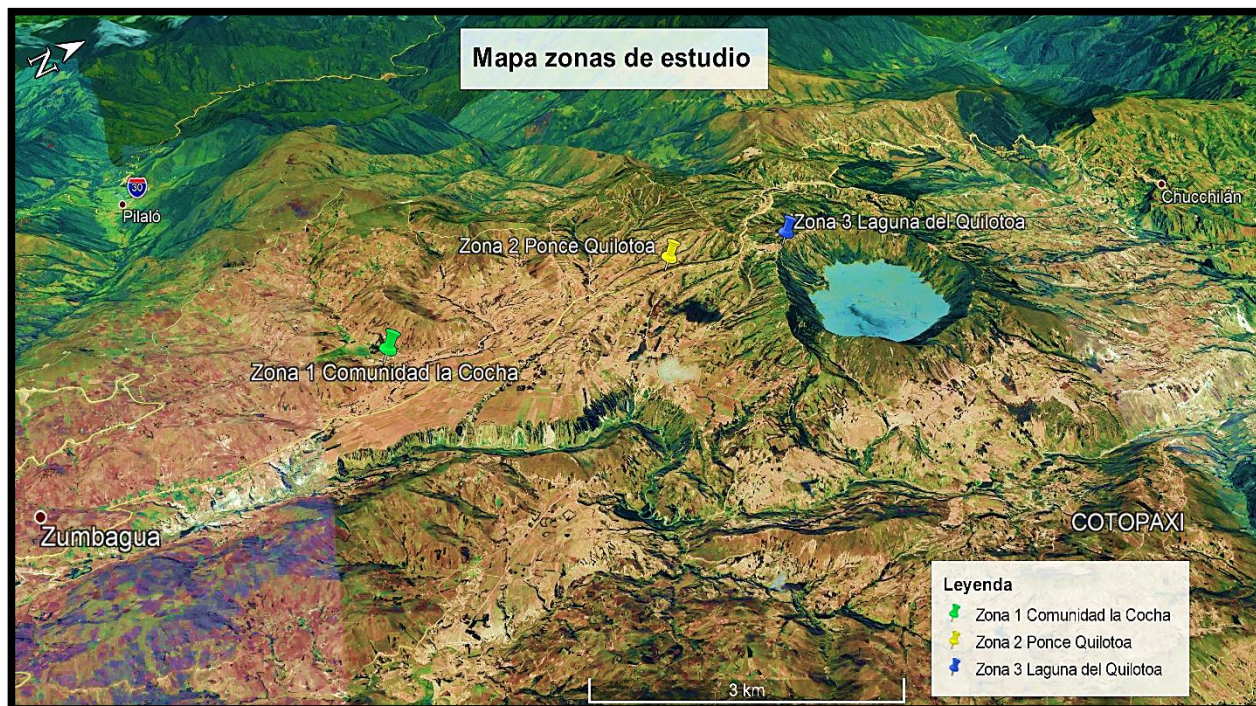 N
Mapa zonas de estudio
30
Pilaló
Chucchilán
Zona 3 Laguna del Quilotoa
Zona 2 Ponce Quilotoa
Zona 1 Comunidad la Cocha
Zumbagua
COTOPAXI
Leyenda
Zona 1 Comunidad la Cocha
Zona 2 Ponce Quilotoa
Zona 3 Laguna del Quilotoa
3 km